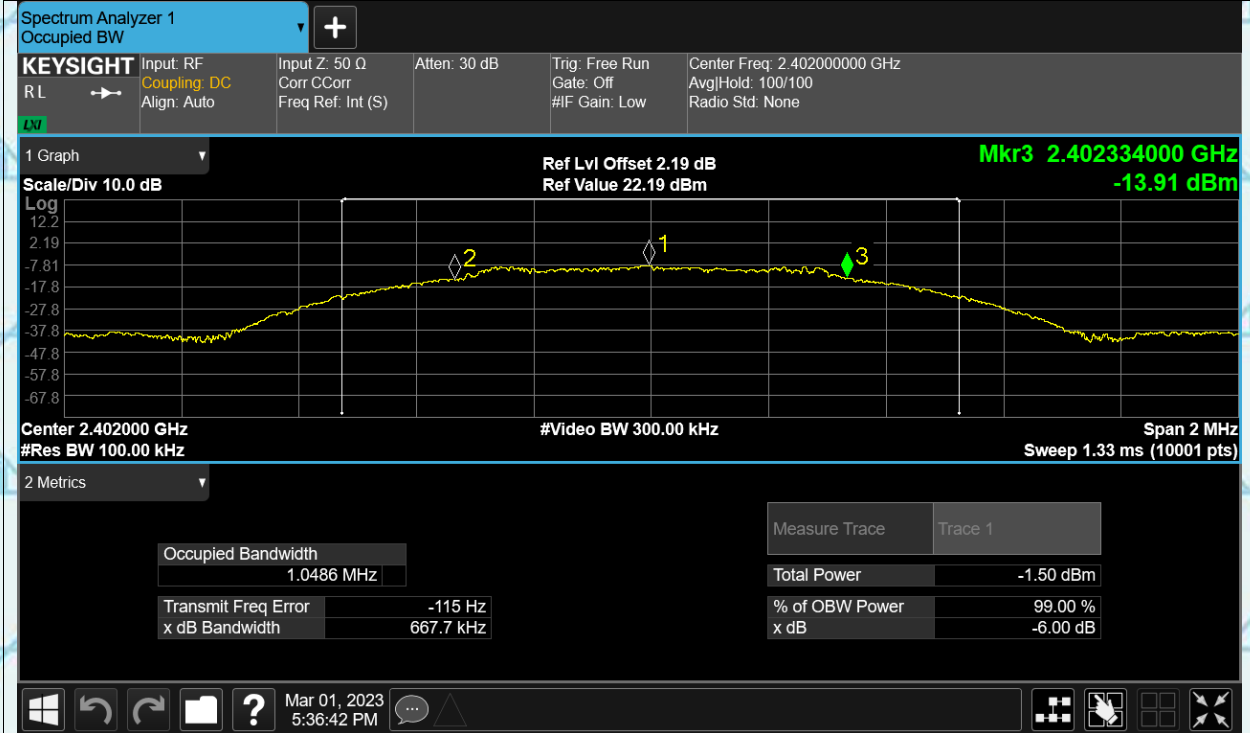 Spectrum Analyzer 1
Occupied BW
KEYSIGHT
R L
LXI
Input: RF
Coupling: DC
Align: Auto
Input Z: 50 Ω
Corr CCorr
Freq Ref: Int (S)
Atten: 30 dB
Trig: Free Run
Gate: Off
#IF Gain: Low
Center Freq: 2.402000000 GHz
Avg|Hold: 100/100
Radio Std: None
1 Graph
Scale/Div 10.0 dB
Ref Lvl Offset 2.19 dB
Ref Value 22.19 dBm
Mkr3 2.402334000 GHz
-13.91 dBm
Log
12.2
2.19
-7.81
-17.8
-27.8
-37.8
-47.8
-57.8
-67.8
2
1
3
Center 2.402000 GHz
#Video BW 300.00 kHz
Span 2 MHz
#Res BW 100.00 kHz
Sweep 1.33 ms (10001 pts)
2 Metrics
Measure Trace Trace 1
Occupied Bandwidth
1.0486 MHz
Total Power -1.50 dBm
Transmit Freq Error -115 Hz
% of OBW Power 99.00 %
x dB Bandwidth 667.7 kHz
x dB -6.00 dB
?
Mar 01, 2023
5:36:42 PM